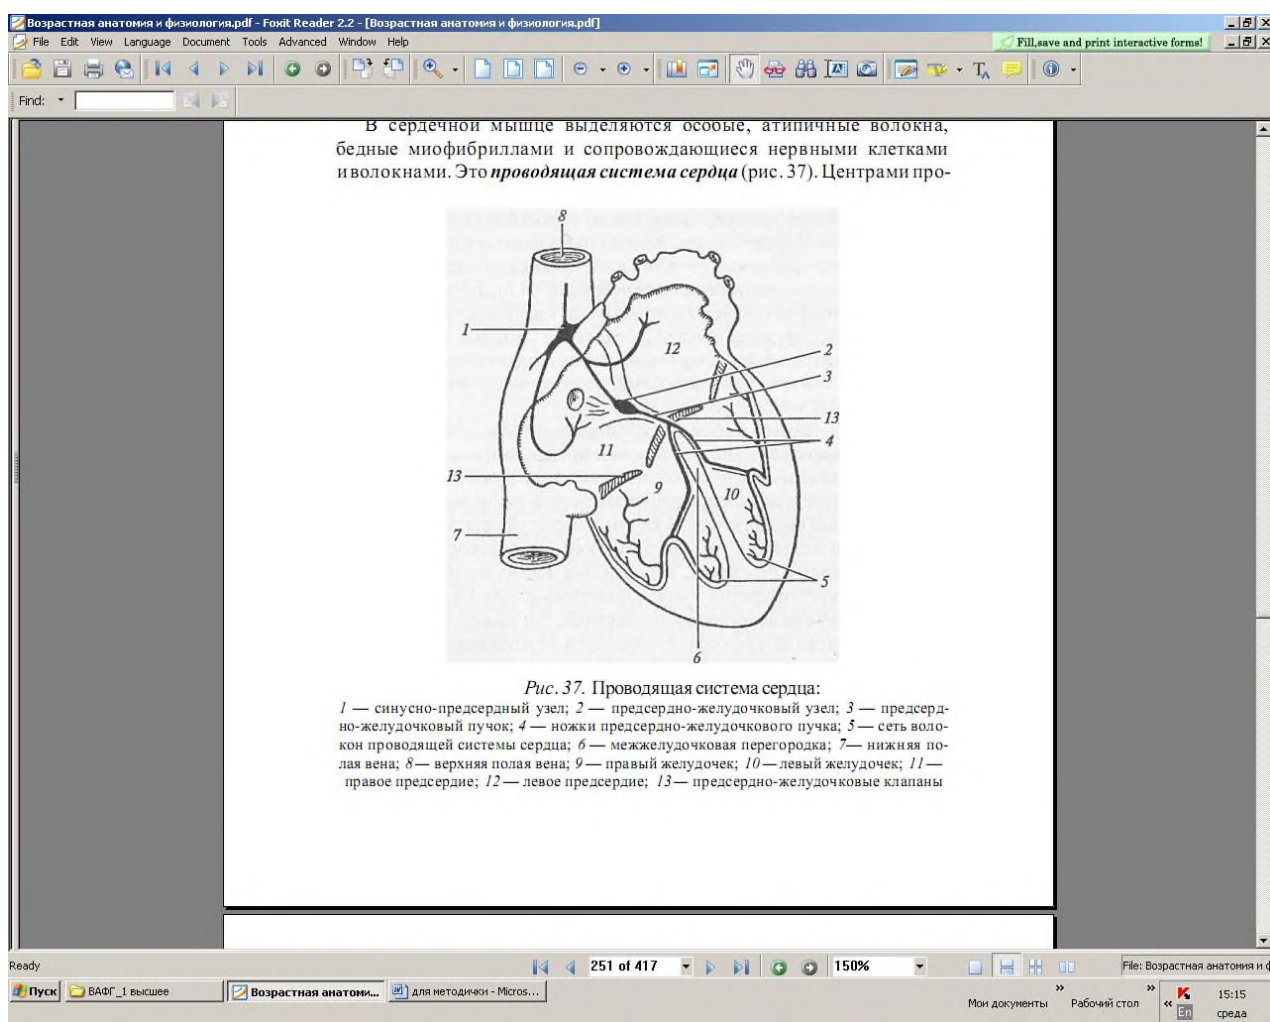 Возрастная анатомия и физиология.pdf - Foxit Reader 2.2 - [Возрастная анатомия и физиология.pdf]
File Edit View Language Document Tools Advanced Window Help
Fill,save and print interactive forms!
Find:
В сердечной мышце выделяются особые, атипичные волокна,
бедные миофибриллами и сопровождающиеся нервными клетками
и волокнами. Это проводящая система сердца (рис. 37). Центрами про-
8
1
12
2
3
13
4
11
13
9
10
7
5
6
Рис. 37. Проводящая система сердца:
1 — синусно-предсердный узел; 2 — предсердно-желудочковый узел; 3 — предсерд-
но-желудочковый пучок; 4 — ножки предсердно-желудочкового пучка; 5 — сеть воло-
кон проводящей системы сердца; 6 — межжелудочковая перегородка; 7— нижняя по-
лая вена; 8— верхняя полая вена; 9 — правый желудочек; 10 — левый желудочек; 11 —
правое предсердие; 12 — левое предсердие; 13 — предсердно-желудочковые клапаны
Ready
251 of 417
150%
File: Возрастная анатомия и ф
Пуск
ВАФГ_1 высшее
Возрастная анатоми...
для методички - Micros...
Мои документы
»
Рабочий стол
»
«
En
15:15
среда